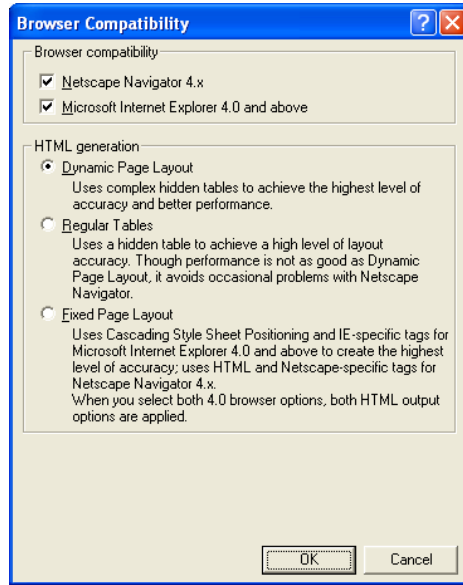 Browser Compatibility
Browser compatibility
Netscape Navigator 4.x
Microsoft Internet Explorer 4.0 and above
HTML generation
Dynamic Page Layout
Uses complex hidden tables to achieve the highest level of
accuracy and better performance.
Regular Tables
Uses a hidden table to achieve a high level of layout
accuracy. Though performance is not as good as Dynamic
Page Layout, it avoids occasional problems with Netscape
Navigator.
Fixed Page Layout
Uses Cascading Style Sheet Positioning and IE-specific tags for
Microsoft Internet Explorer 4.0 and above to create the highest
level of accuracy; uses HTML and Netscape-specific tags for
Netscape Navigator 4.x.
When you select both 4.0 browser options, both HTML output
options are applied.
OK Cancel